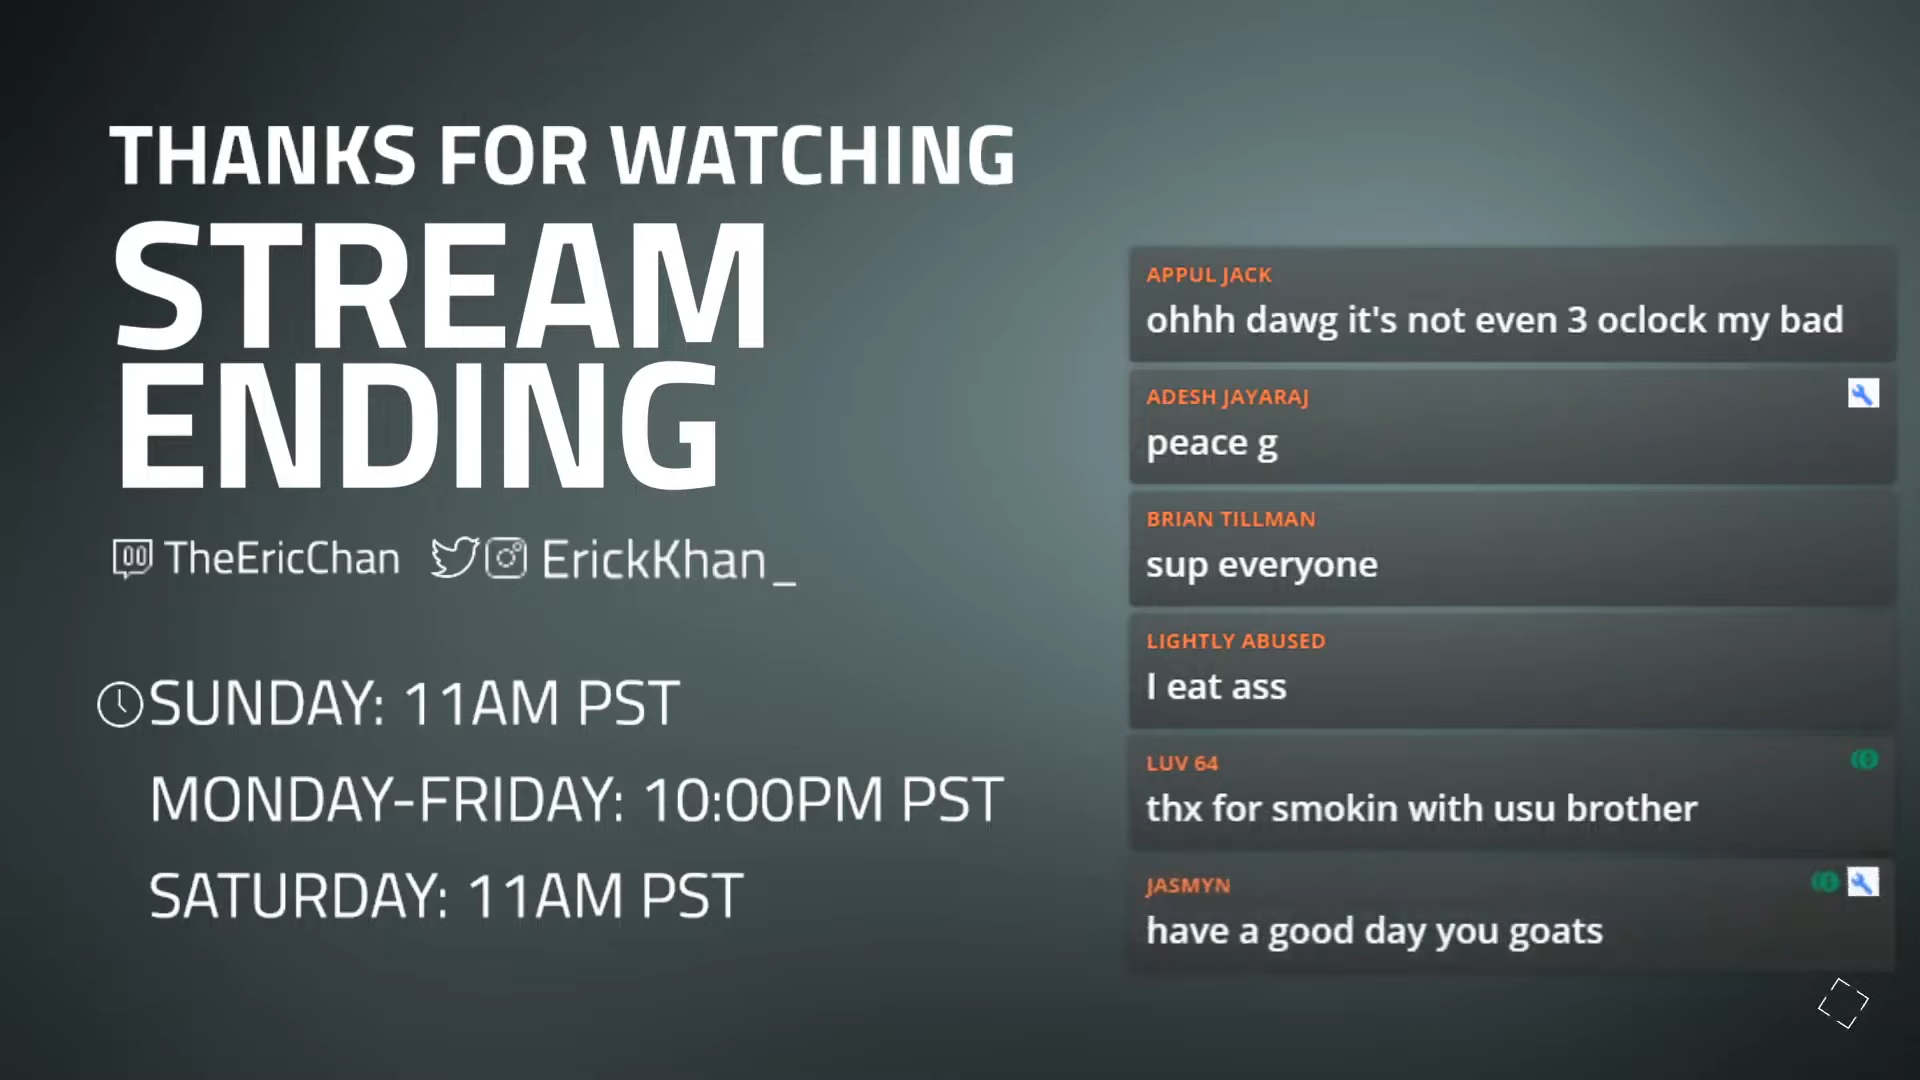 THANKS FOR WATCHING
STREAM
ENDING
TheEricChan ErickKhan_
SUNDAY: 11AM PST
MONDAY-FRIDAY: 10:00PM PST
SATURDAY: 11AM PST
APPUL JACK
ohhh dawg it's not even 3 oclock my bad
ADESH JAYARAJ
peace g
BRIAN TILLMAN
sup everyone
LIGHTLY ABUSED
I eat ass
LUV 64
thx for smokin with usu brother
JASMYN
have a good day you goats